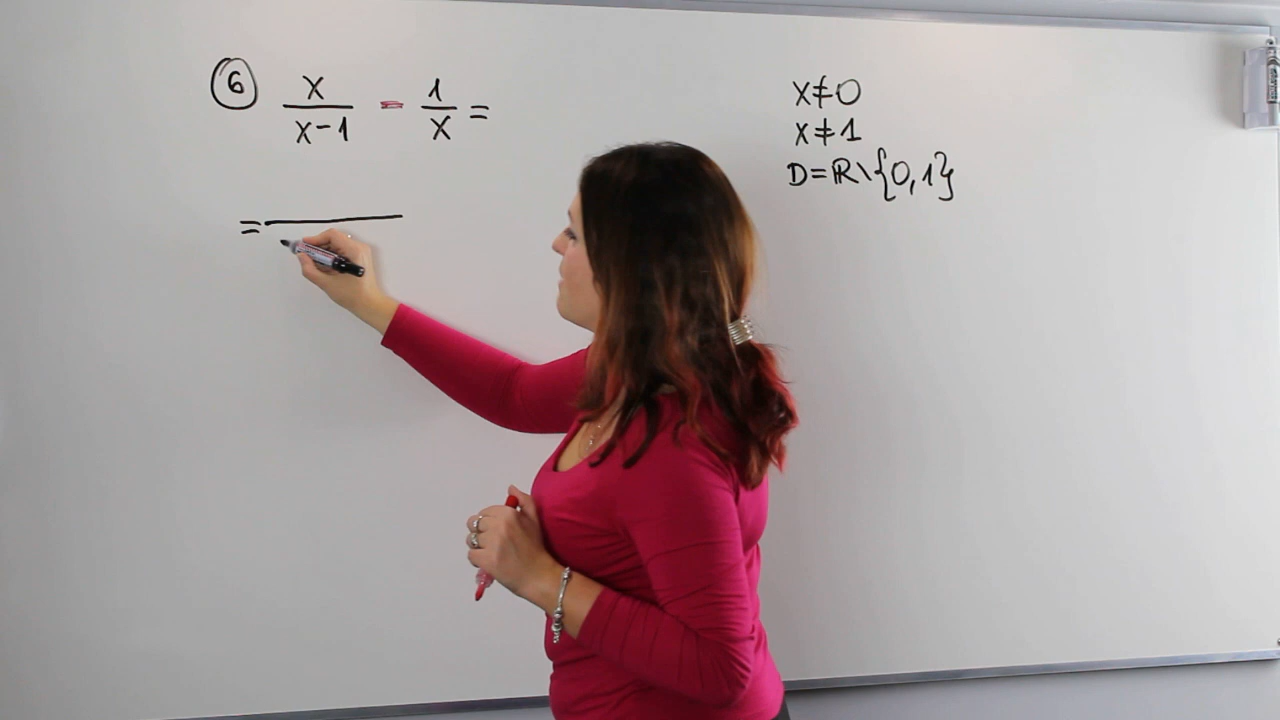 ⑥ x/(x-1) - 1/x =
=
x≠0
x≠1
D=ℝ\{0,1}